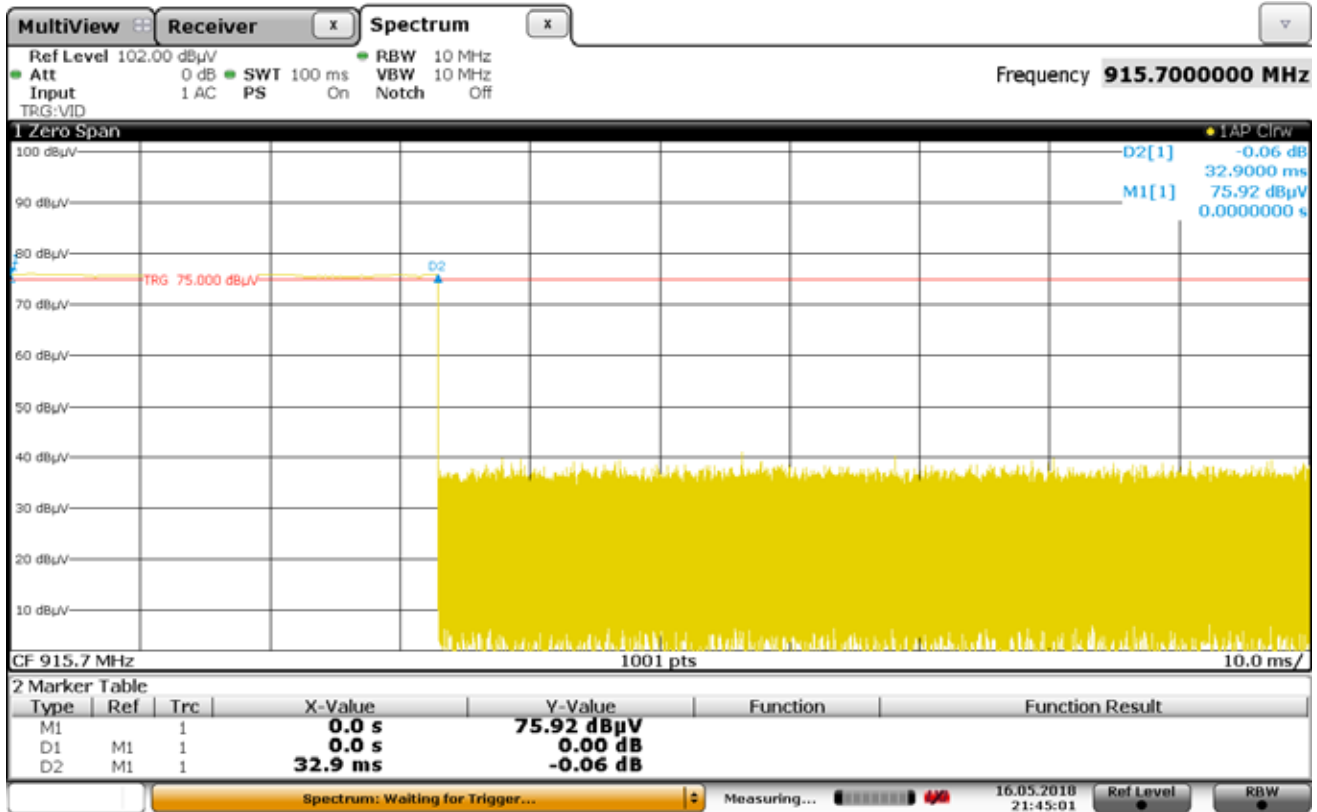 MultiView Receiver x Spectrum x
Ref Level 102.00 dBµV RBW 10 MHz
Att 0 dB SWT 100 ms VBW 10 MHz Frequency 915.7000000 MHz
Input 1 AC PS On Notch Off
TRG:VID
1 Zero Span 1AP Clrw
100 dBµV D2[1] -0.06 dB
32.9000 ms
90 dBµV M1[1] 75.92 dBµV
0.0000000 s
80 dBµV
D2
TRG 75.000 dBµV
70 dBµV
60 dBµV
50 dBµV
40 dBµV
30 dBµV
20 dBµV
10 dBµV
CF 915.7 MHz 1001 pts 10.0 ms/
2 Marker Table
Type Ref Trc X-Value Y-Value Function Function Result
M1 1 0.0 s 75.92 dBµV
D1 M1 1 0.0 s 0.00 dB
D2 M1 1 32.9 ms -0.06 dB
Spectrum: Waiting for Trigger... Measuring... 16.05.2018 Ref Level RBW
21:45:01